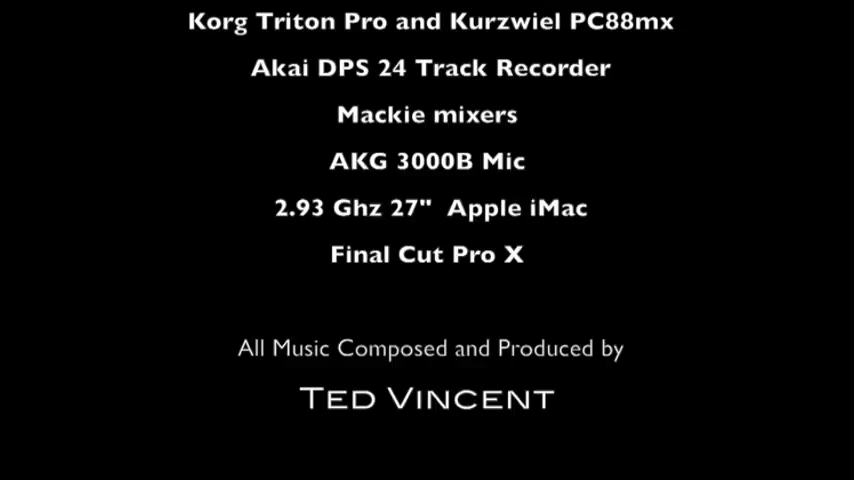 Korg Triton Pro and Kurzwiel PC88mx
Akai DPS 24 Track Recorder
Mackie mixers
AKG 3000B Mic
2.93 Ghz 27" Apple iMac
Final Cut Pro X
All Music Composed and Produced by
TED VINCENT